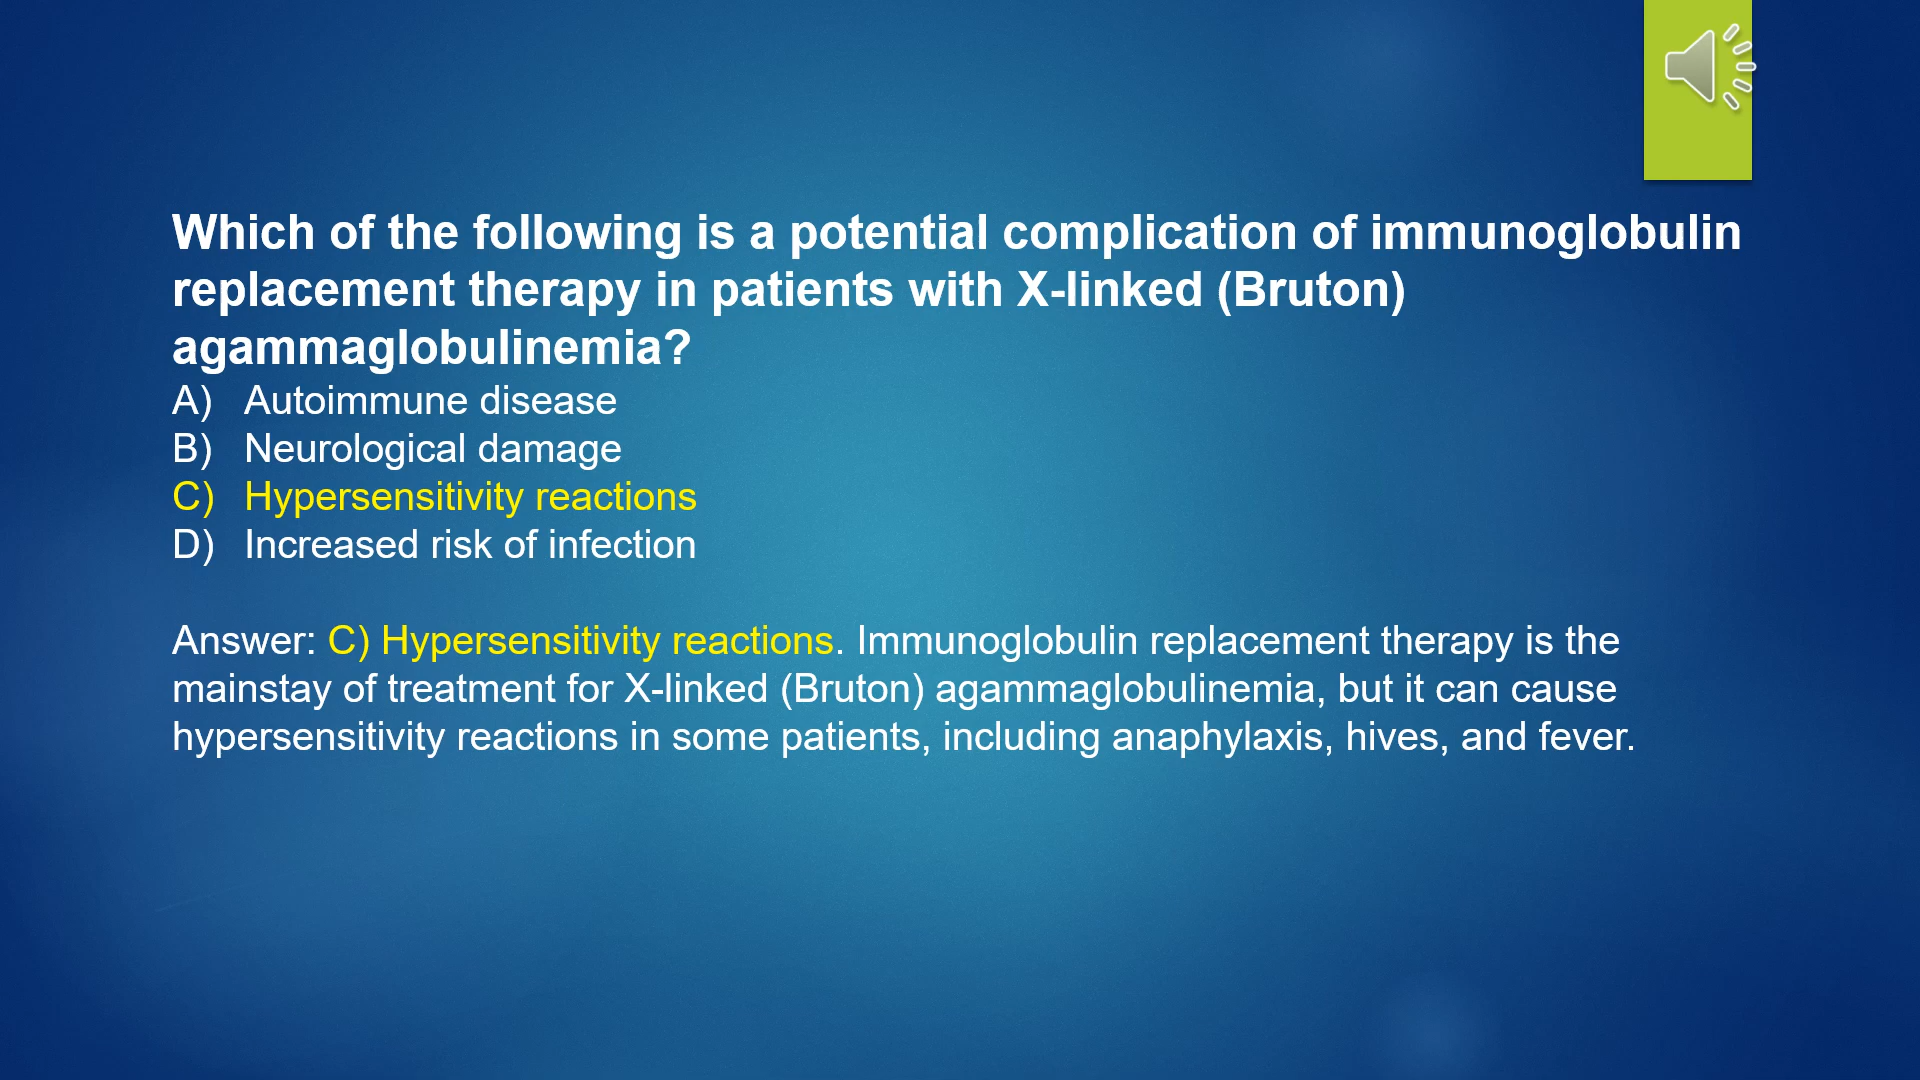 Which of the following is a potential complication of immunoglobulin
replacement therapy in patients with X-linked (Bruton)
agammaglobulinemia?
A) Autoimmune disease
B) Neurological damage
C) Hypersensitivity reactions
D) Increased risk of infection
Answer: C) Hypersensitivity reactions. Immunoglobulin replacement therapy is the
mainstay of treatment for X-linked (Bruton) agammaglobulinemia, but it can cause
hypersensitivity reactions in some patients, including anaphylaxis, hives, and fever.